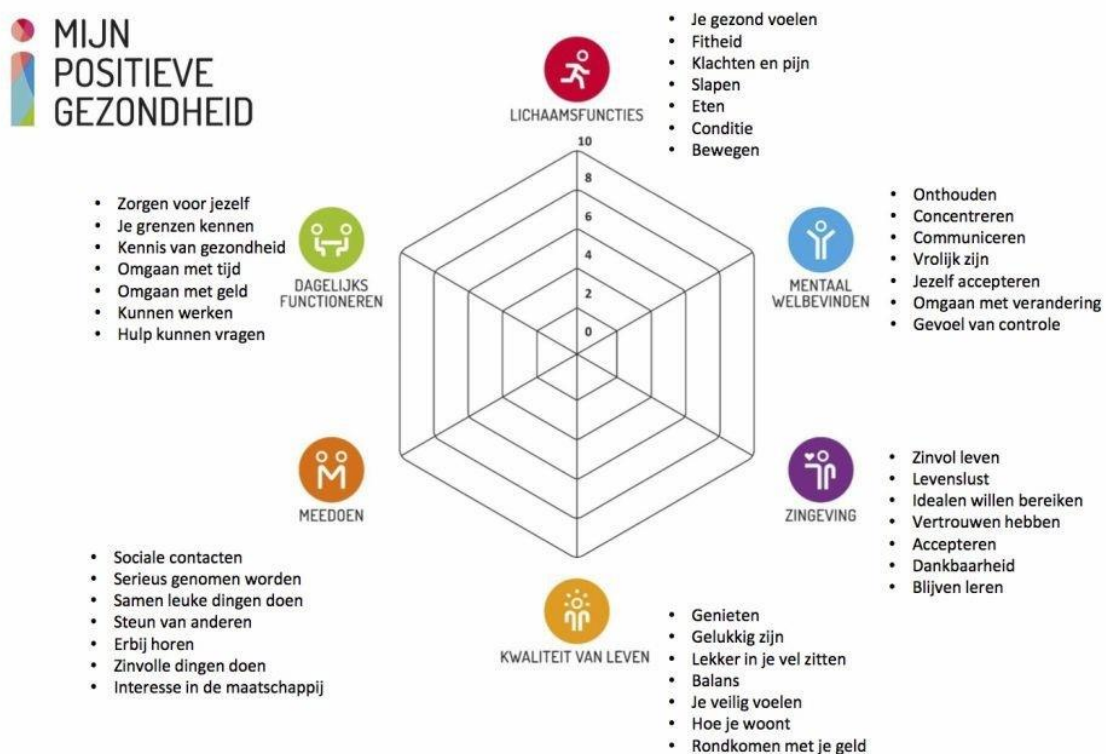 MIJN
POSITIEVE
GEZONDHEID
LICHAAMSFUNCTIES
• Je gezond voelen
• Fitheid
• Klachten en pijn
• Slapen
• Eten
• Conditie
• Bewegen
10
8
6
4
2
0
MENTAAL
WELBEVINDEN
• Onthouden
• Concentreren
• Communiceren
• Vrolijk zijn
• Jezelf accepteren
• Omgaan met verandering
• Gevoel van controle
ZINGEVING
• Zinvol leven
• Levenslust
• Idealen willen bereiken
• Vertrouwen hebben
• Accepteren
• Dankbaarheid
• Blijven leren
KWALITEIT VAN LEVEN
• Genieten
• Gelukkig zijn
• Lekker in je vel zitten
• Balans
• Je veilig voelen
• Hoe je woont
• Rondkomen met je geld
MEEDOEN
• Sociale contacten
• Serieus genomen worden
• Samen leuke dingen doen
• Steun van anderen
• Erbij horen
• Zinvolle dingen doen
• Interesse in de maatschappij
DAGELIJKS
FUNCTIONEREN
• Zorgen voor jezelf
• Je grenzen kennen
• Kennis van gezondheid
• Omgaan met tijd
• Omgaan met geld
• Kunnen werken
• Hulp kunnen vragen